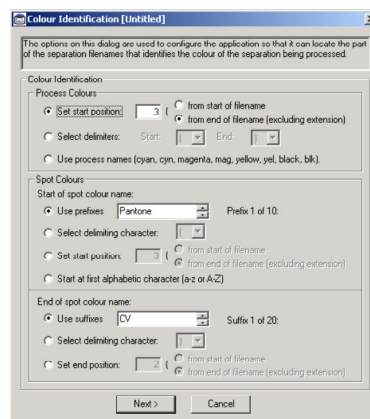 Colour Identification [Untitled]
The options on this dialog are used to configure the application so that it can locate the part
of the separation filenames that identifies the colour of the separation being processed.
Colour Identification
Process Colours
Set start position: 3 ( from start of filename
from end of filename (excluding extension)
Select delimiters: Start: ( End: )
Use process names (cyan, cyn, magenta, mag, yellow, yel, black, blk).
Spot Colours
Start of spot colour name:
Use prefixes Pantone Prefix 1 of 10:
Select delimiting character: (
Set start position: 3 ( from start of filename
from end of filename (excluding extension)
Start at first alphabetic character (a-z or A-Z)
End of spot colour name:
Use suffixes CV Suffix 1 of 20:
Select delimiting character: )
Set end position: 2 ( from start of filename
from end of filename (excluding extension)
Next > Cancel